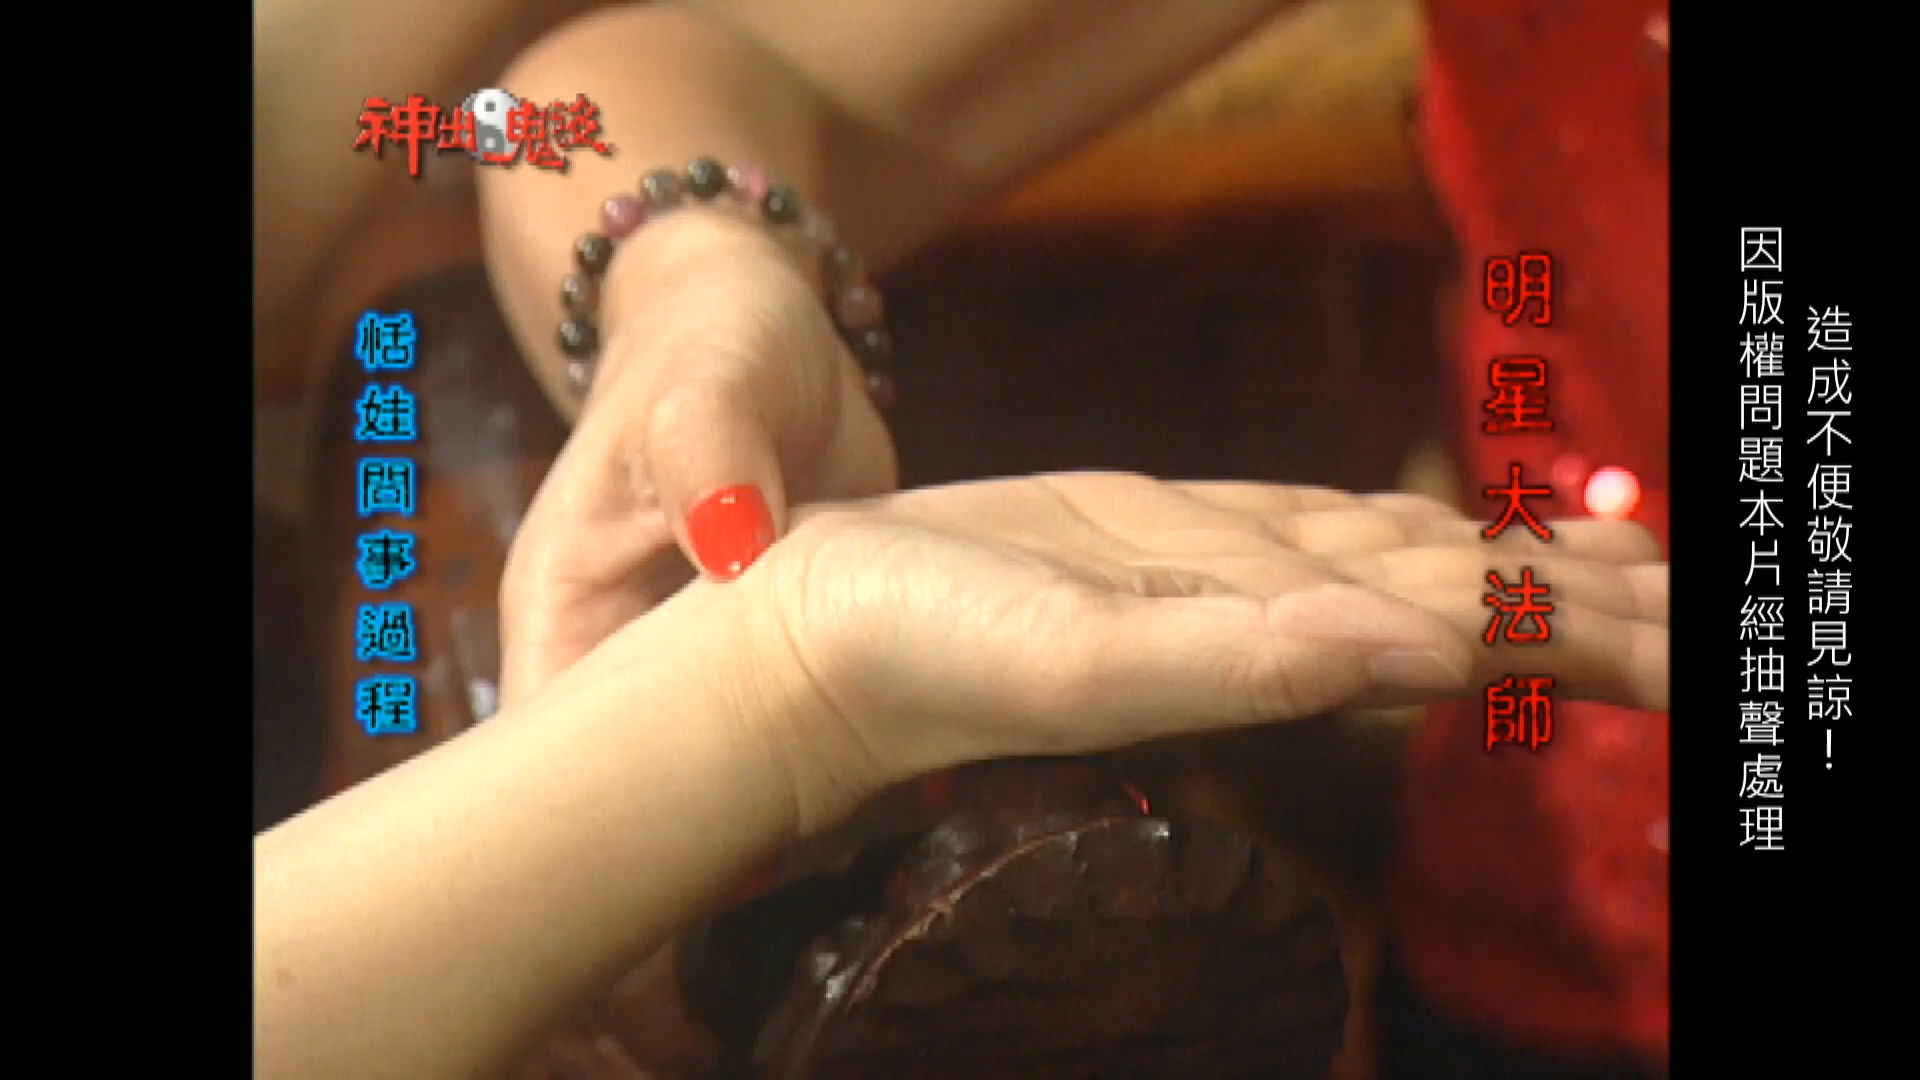 神出鬼沒
恬娃問事過程
明星大法師
因版權問題本片經抽聲處理
造成不便敬請見諒！